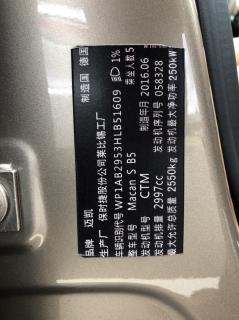 品牌 迈凯 制造国 德国
生产厂名 保时捷股份公司莱比锡工厂 1%
车辆识别代号 WP1AB2953HLB51609 乘坐人数 5
整车型号 Macan S B5 制造年月 2016.06
发动机型号 CTM 发动机号 058328
发动机排量 2997cc 发动机最大净功率 250kW
最大允许总质量 2550kg